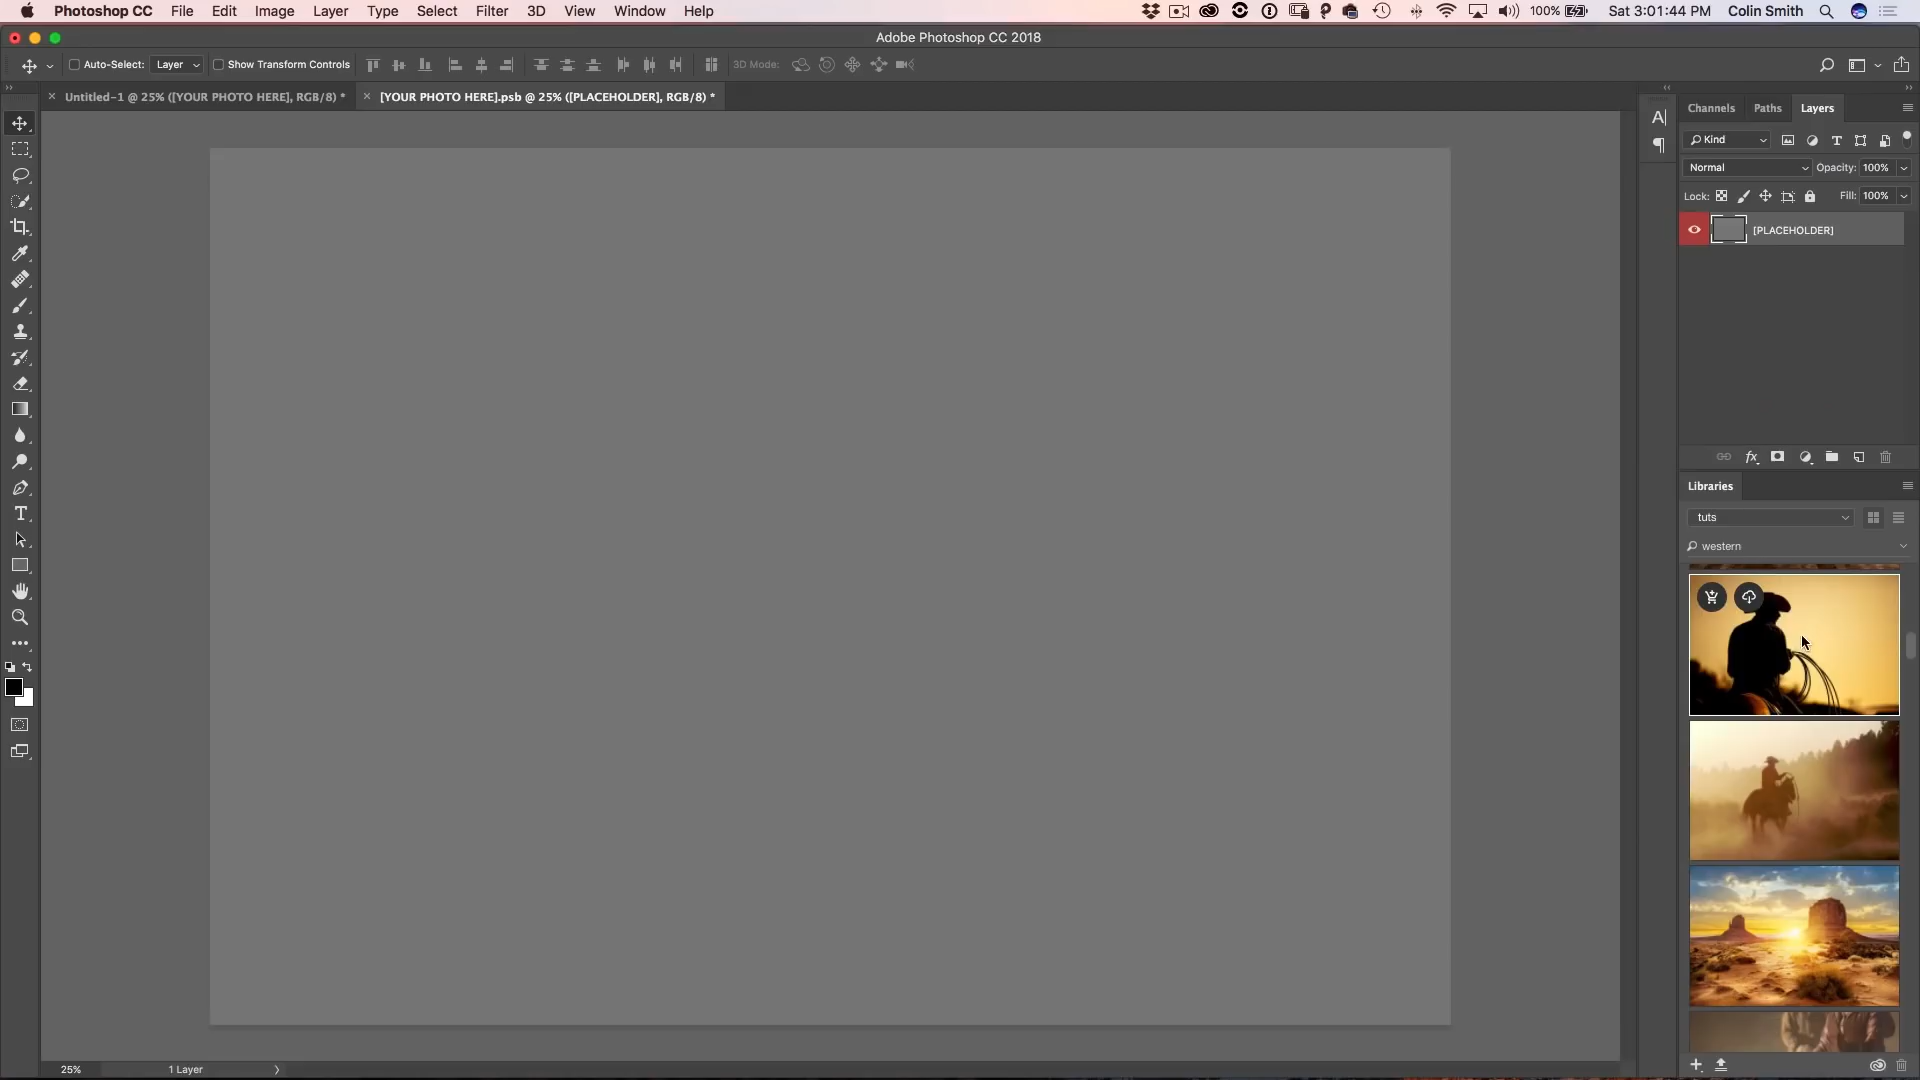 Photoshop CC File Edit Image Layer Type Select Filter 3D View Window Help 100% Sat 3:01:44 PM Colin Smith
Adobe Photoshop CC 2018
Auto-Select: Layer Show Transform Controls 3D Mode:
× Untitled-1 @ 25% ([YOUR PHOTO HERE], RGB/8) * × [YOUR PHOTO HERE].psb @ 25% ([PLACEHOLDER], RGB/8) *
Channels Paths Layers
Kind
Normal Opacity: 100%
Lock: Fill: 100%
[PLACEHOLDER]
Libraries
tuts
western
25% 1 Layer